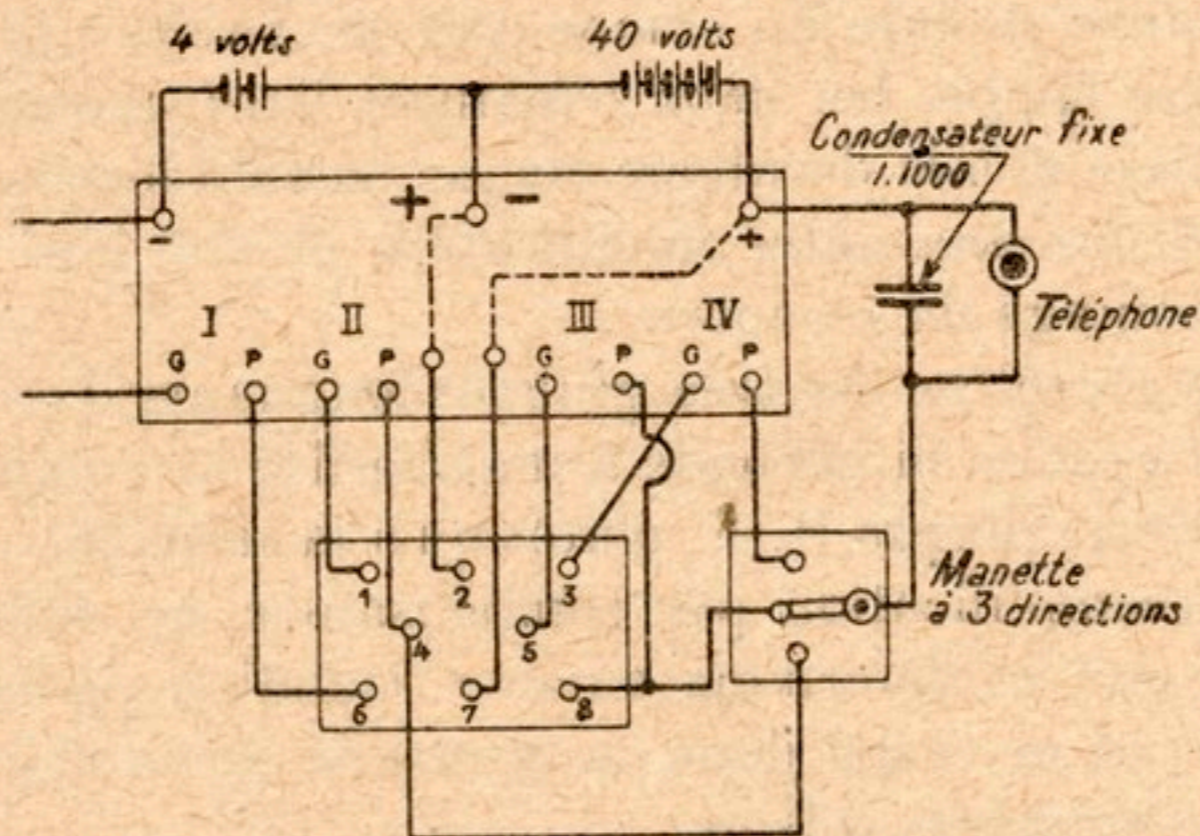 4 volts
40 volts
Condensateur fixe
1.1000
+ −
− +
I II III IV
Téléphone
G P G P G P G P
Manette
à 3 directions
1 2 3
4 5
6 7 8